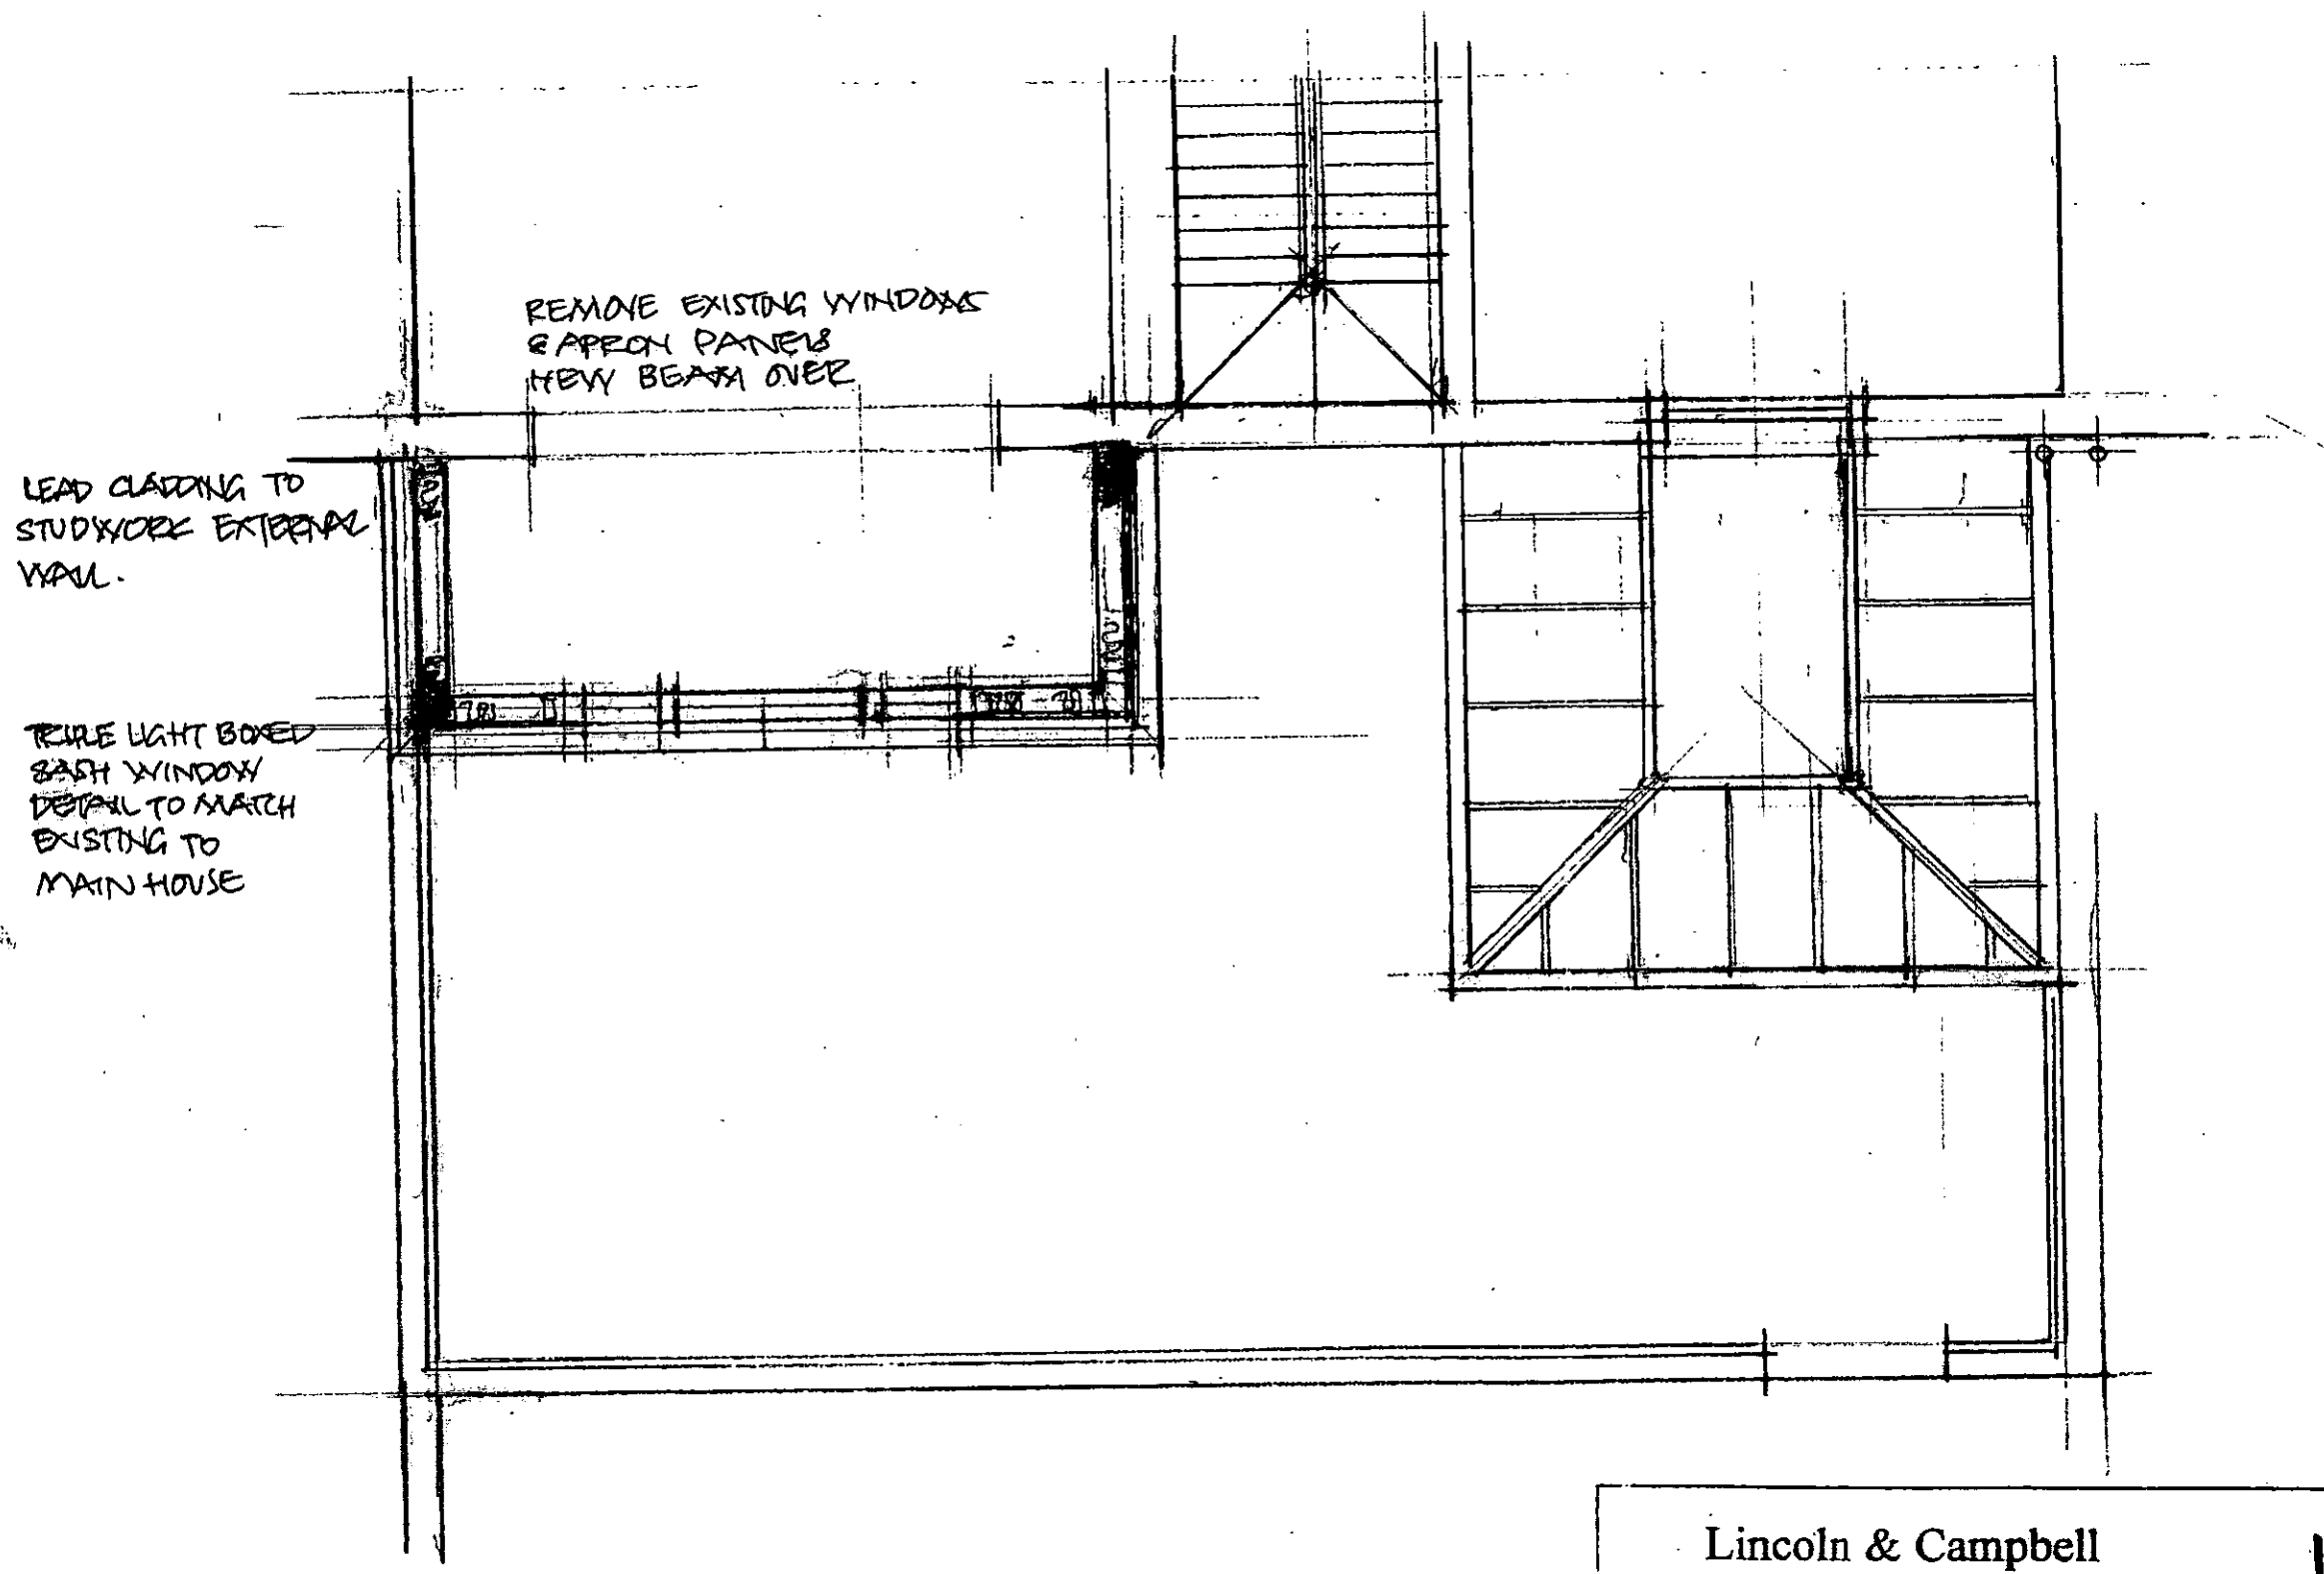 REMOVE EXISTING WINDOWS
& APRON PANELS
NEW BEAM OVER
LEAD CLADDING TO
STUDWORK EXTERNAL
WALL.
TRIPLE LIGHT BOXED
SASH WINDOW
DETAIL TO MATCH
EXISTING TO
MAIN HOUSE
Lincoln & Campbell